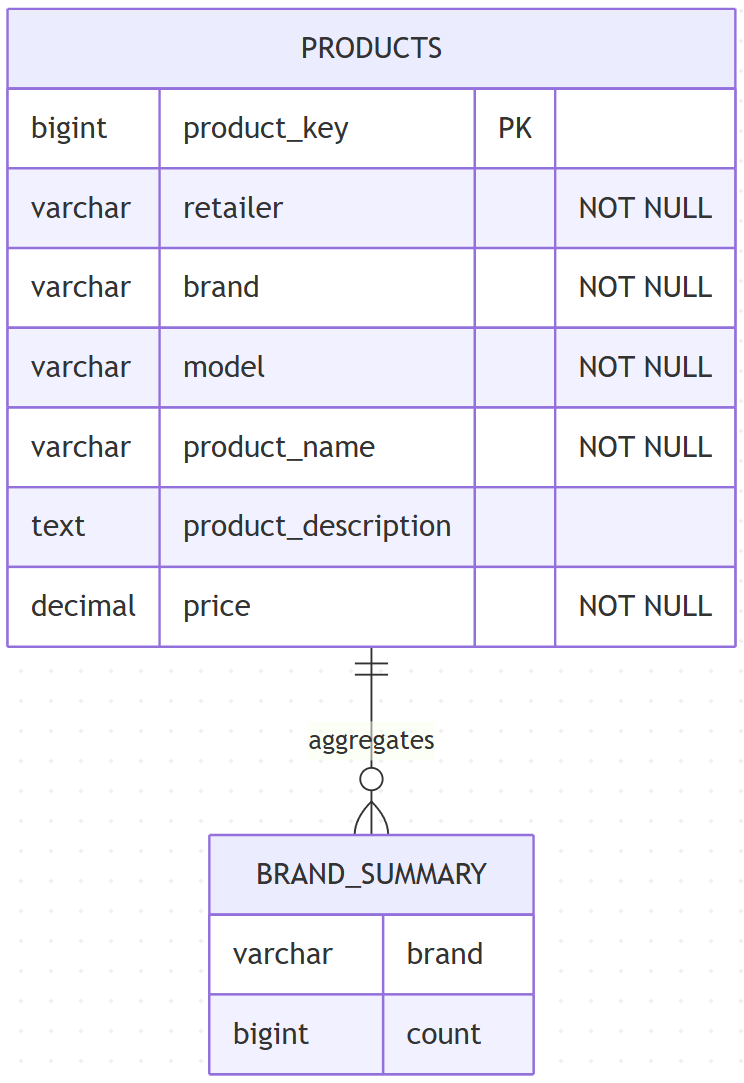 PRODUCTS
bigint product_key PK
varchar retailer NOT NULL
varchar brand NOT NULL
varchar model NOT NULL
varchar product_name NOT NULL
text product_description
decimal price NOT NULL
aggregates
BRAND_SUMMARY
varchar brand
bigint count